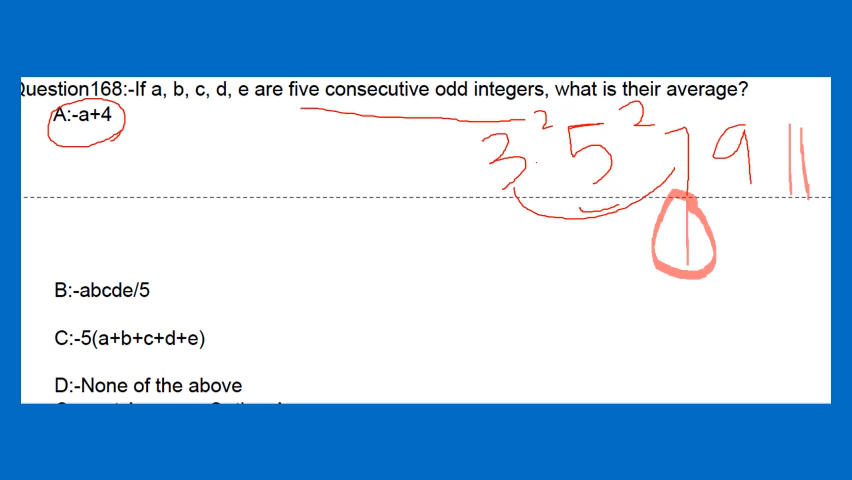 Question168:-If a, b, c, d, e are five consecutive odd integers, what is their average?
A:-a+4
2 2
3 5 7 9 11
B:-abcde/5
C:-5(a+b+c+d+e)
D:-None of the above